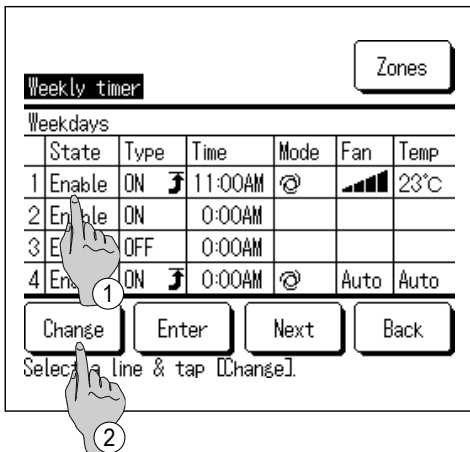 Zones
Weekly timer
Weekdays
State Type Time Mode Fan Temp
1 Enable ON 11:00AM 23°C
2 Enable ON 0:00AM
3 OFF 0:00AM
4 ON 0:00AM Auto Auto
1
Change Enter Next Back
Select a line & tap [Change].
2